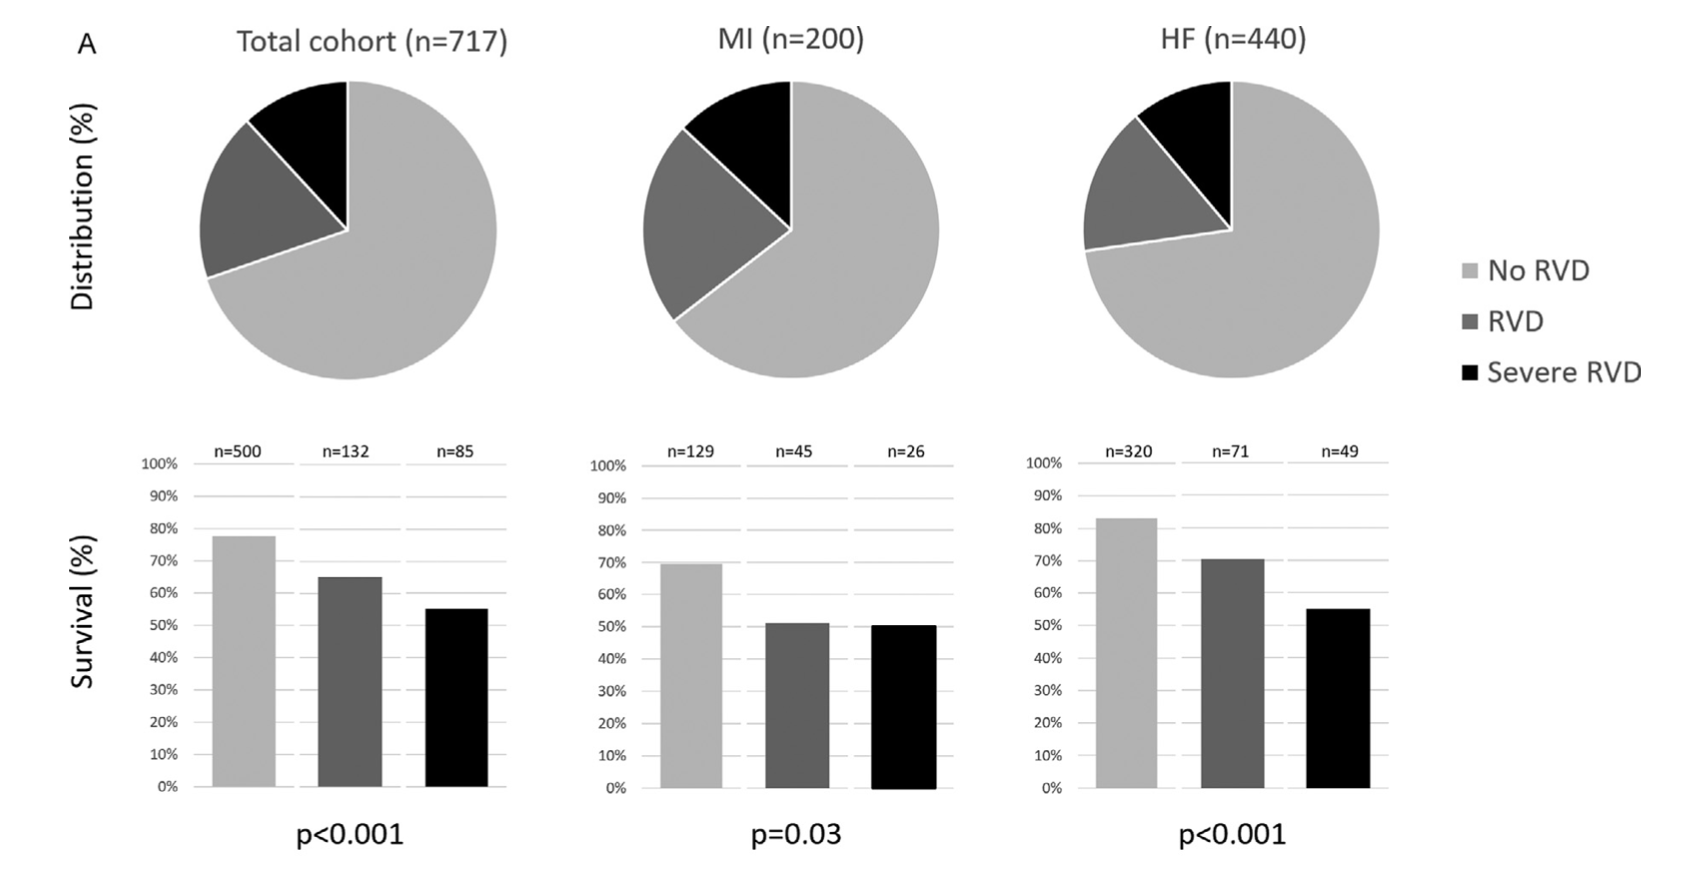 A
Total cohort (n=717)
MI (n=200)
HF (n=440)
Distribution (%)
No RVD
RVD
Severe RVD
Survival (%)
n=500 n=132 n=85
100%
90%
80%
70%
60%
50%
40%
30%
20%
10%
0%
p<0.001
n=129 n=45 n=26
100%
90%
80%
70%
60%
50%
40%
30%
20%
10%
0%
p=0.03
n=320 n=71 n=49
100%
90%
80%
70%
60%
50%
40%
30%
20%
10%
0%
p<0.001